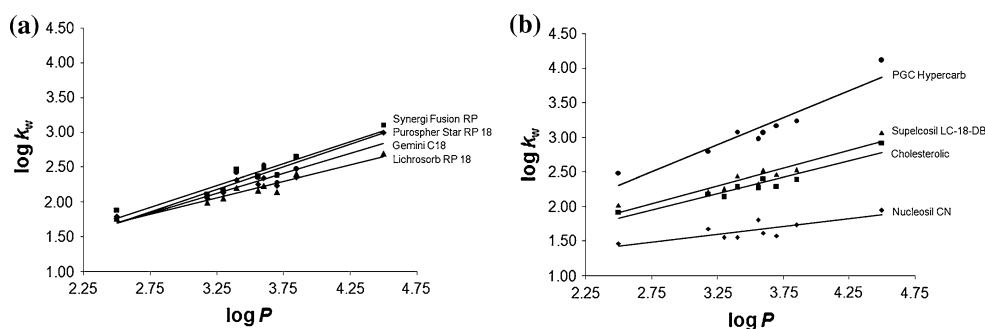 (a)
4.50
4.00
3.50
3.00
2.50
2.00
1.50
1.00
log kw
2.25
2.75
3.25
3.75
4.25
4.75
log P
Synergi Fusion RP
Purospher Star RP 18
Gemini C18
Lichrosorb RP 18
(b)
4.50
4.00
3.50
3.00
2.50
2.00
1.50
1.00
log kw
2.25
2.75
3.25
3.75
4.25
4.75
log P
PGC Hypercarb
Supelcosil LC-18-DB
Cholesterolic
Nucleosil CN